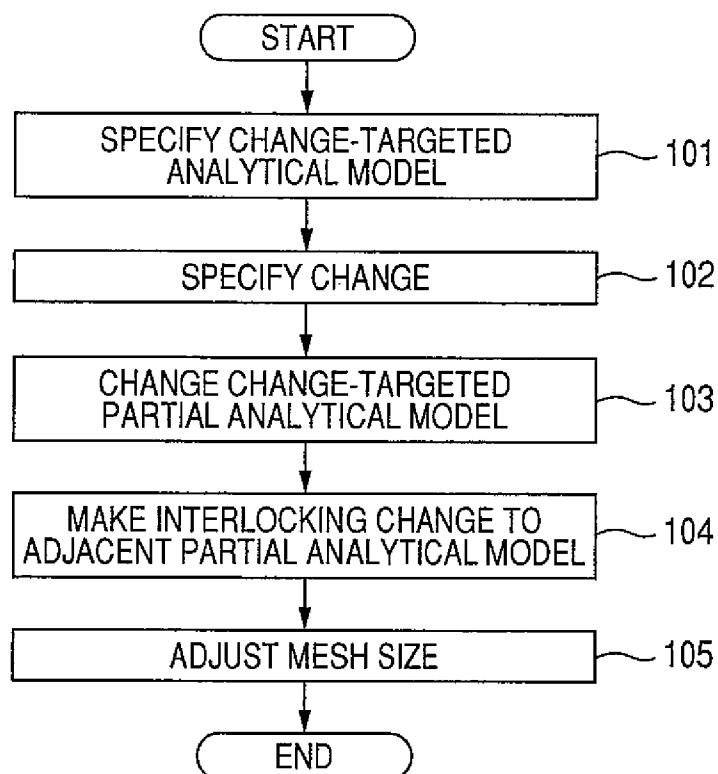 START
SPECIFY CHANGE-TARGETED
ANALYTICAL MODEL
101
SPECIFY CHANGE
102
CHANGE CHANGE-TARGETED
PARTIAL ANALYTICAL MODEL
103
MAKE INTERLOCKING CHANGE TO
ADJACENT PARTIAL ANALYTICAL MODEL
104
ADJUST MESH SIZE
105
END